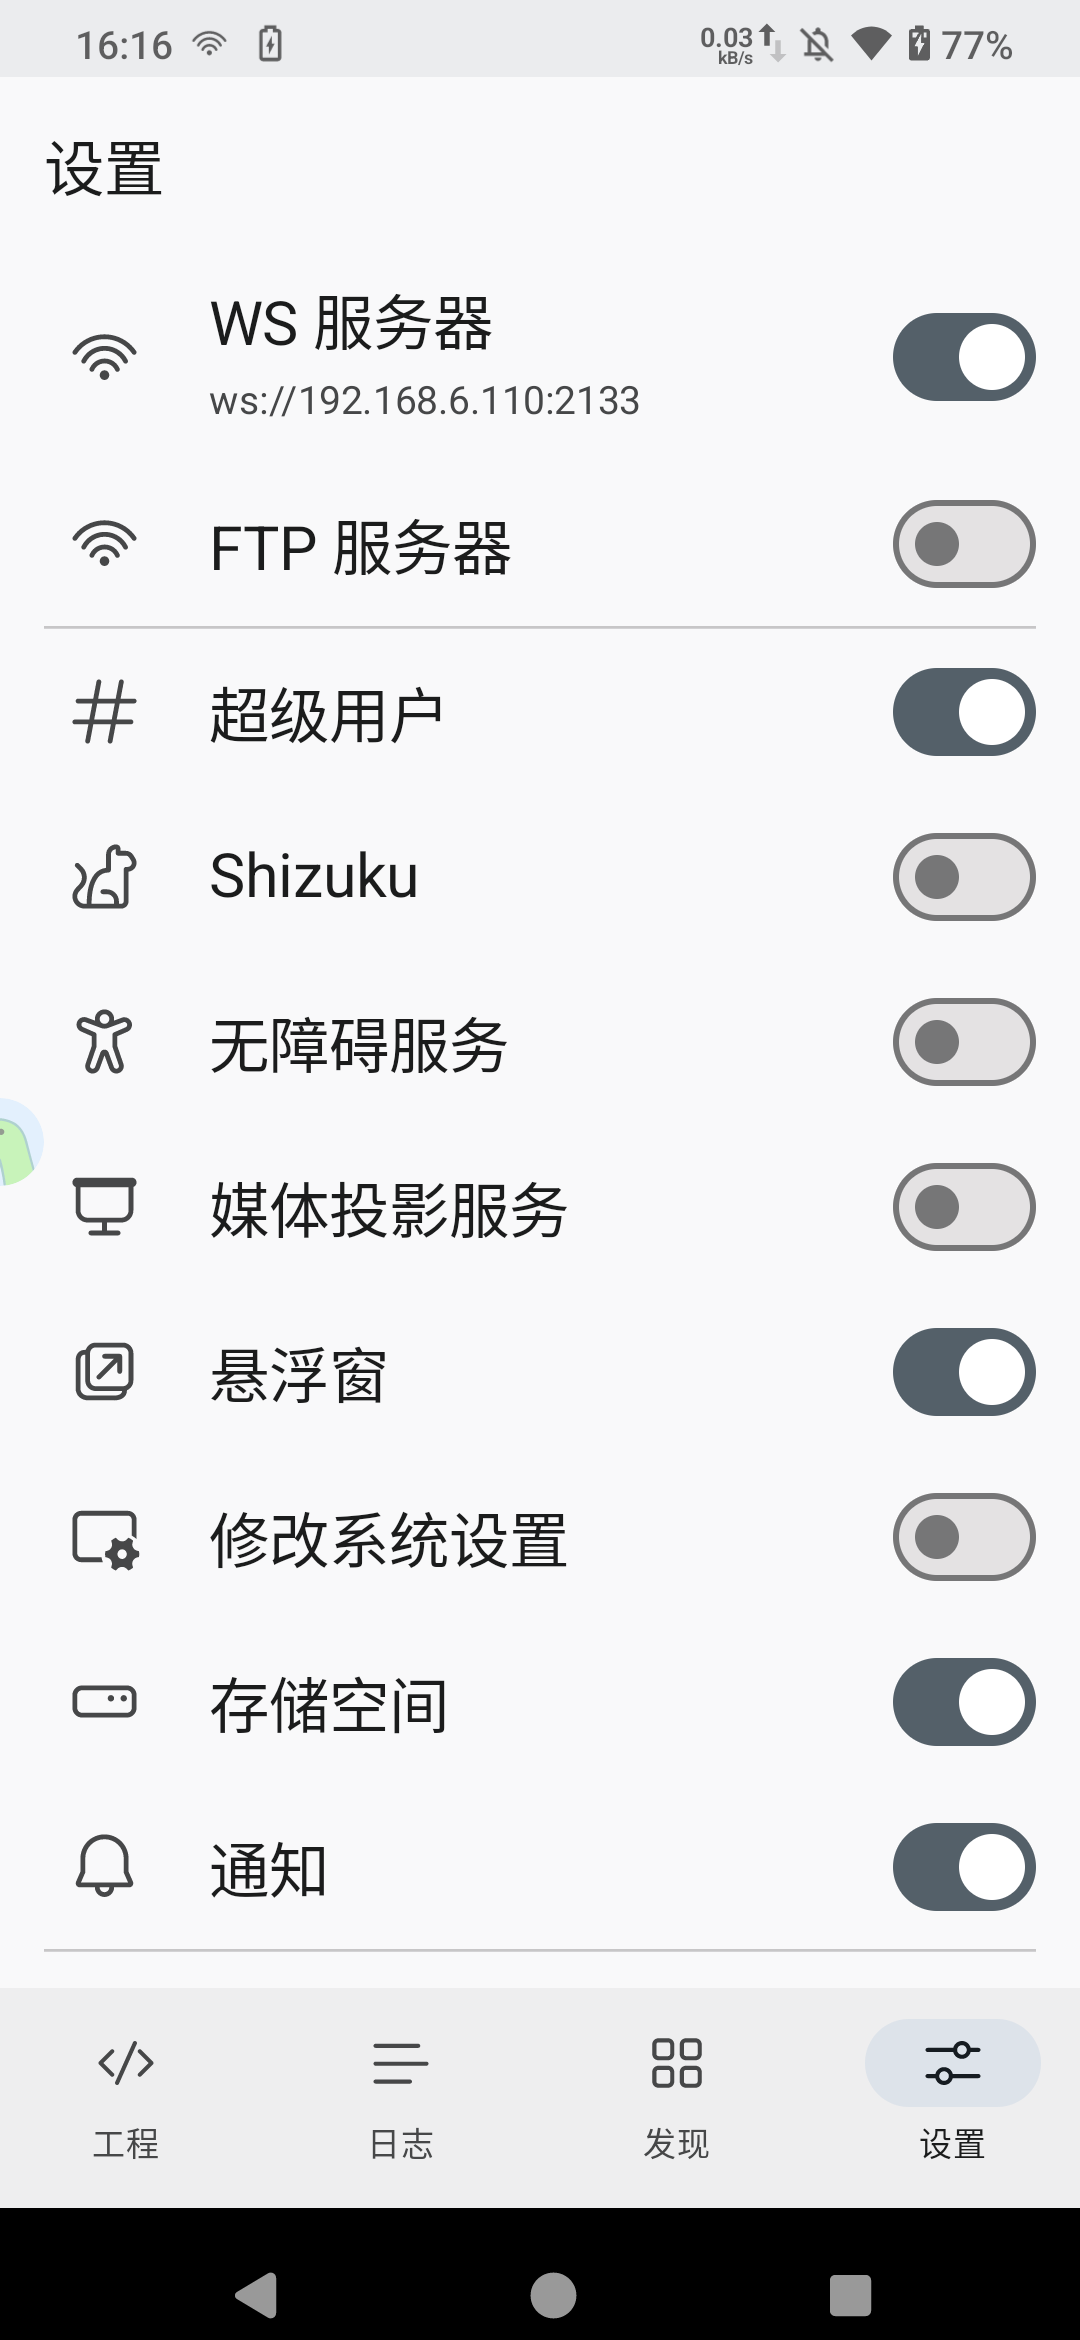 16:16
0.03
kB/s
77%
设置
WS 服务器
ws://192.168.6.110:2133
FTP 服务器
超级用户
Shizuku
无障碍服务
媒体投影服务
悬浮窗
修改系统设置
存储空间
通知
工程
日志
发现
设置